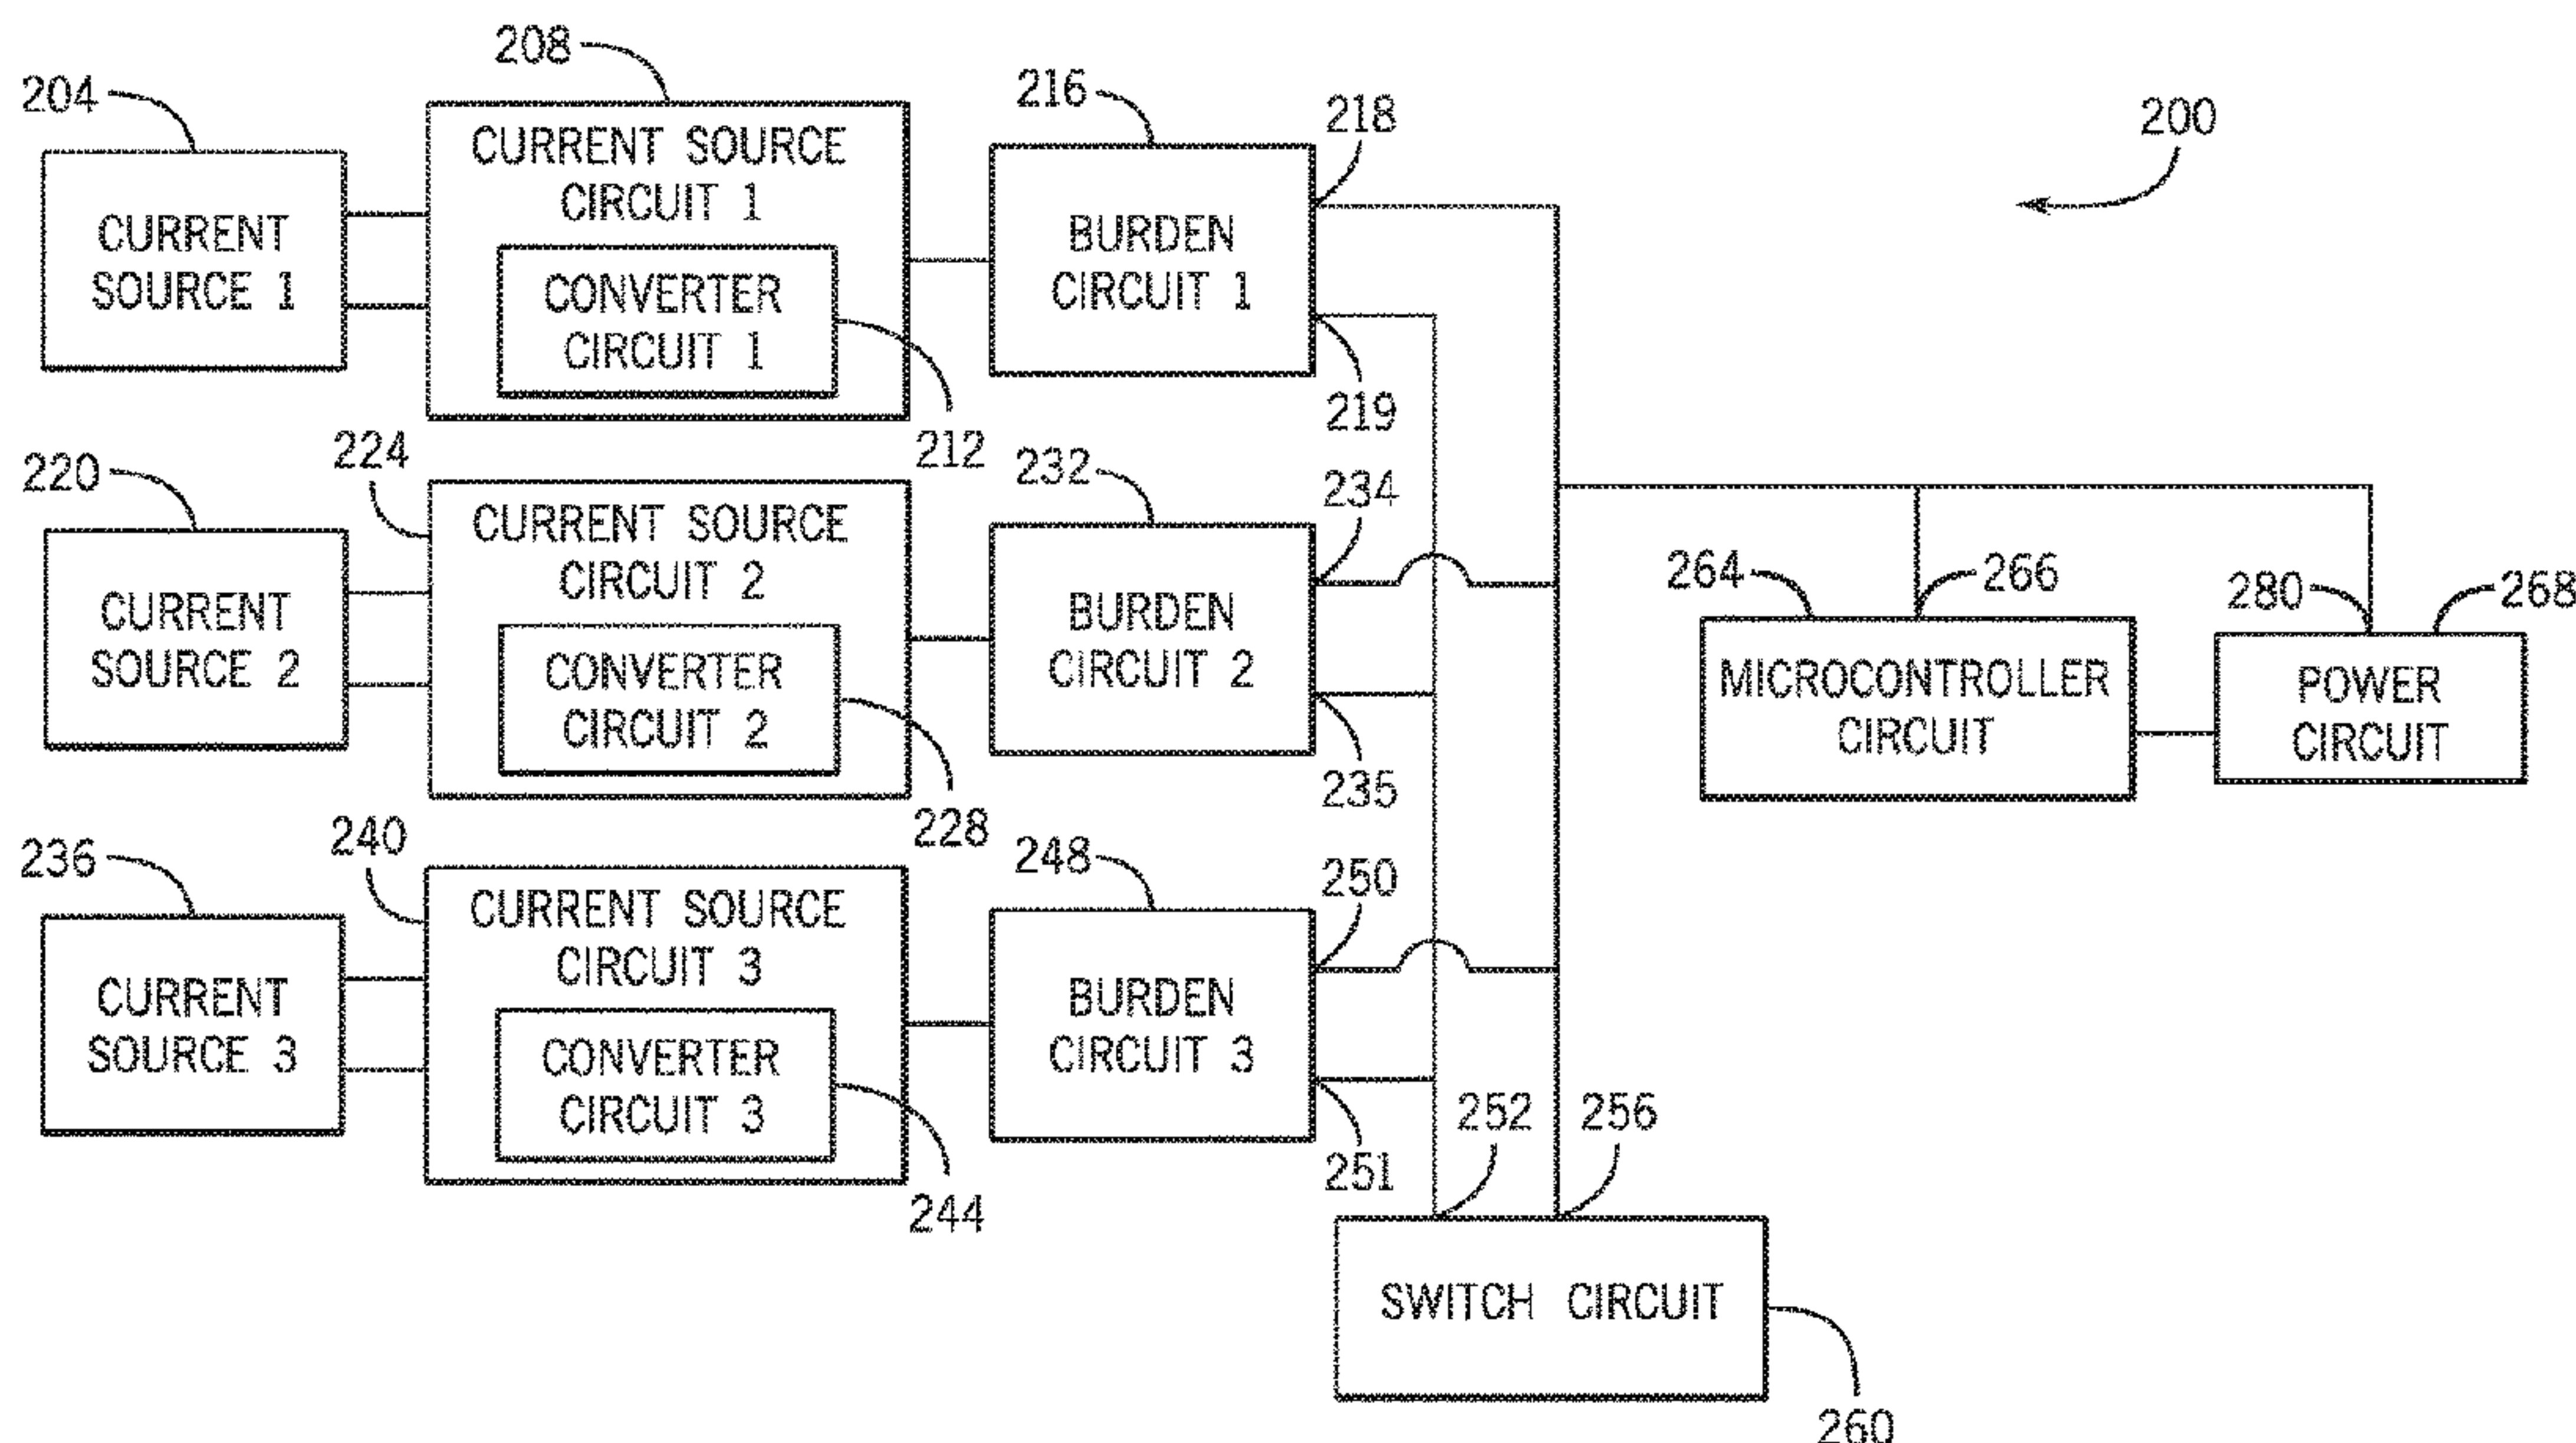 208
204
216
218
200
CURRENT SOURCE
CIRCUIT 1
CURRENT
SOURCE 1
CONVERTER
CIRCUIT 1
BURDEN
CIRCUIT 1
219
212
224
220
232
234
CURRENT SOURCE
CIRCUIT 2
CURRENT
SOURCE 2
CONVERTER
CIRCUIT 2
BURDEN
CIRCUIT 2
264
266
280
268
MICROCONTROLLER
CIRCUIT
POWER
CIRCUIT
235
228
240
236
248
250
CURRENT SOURCE
CIRCUIT 3
CURRENT
SOURCE 3
CONVERTER
CIRCUIT 3
BURDEN
CIRCUIT 3
252
256
251
244
SWITCH CIRCUIT
260